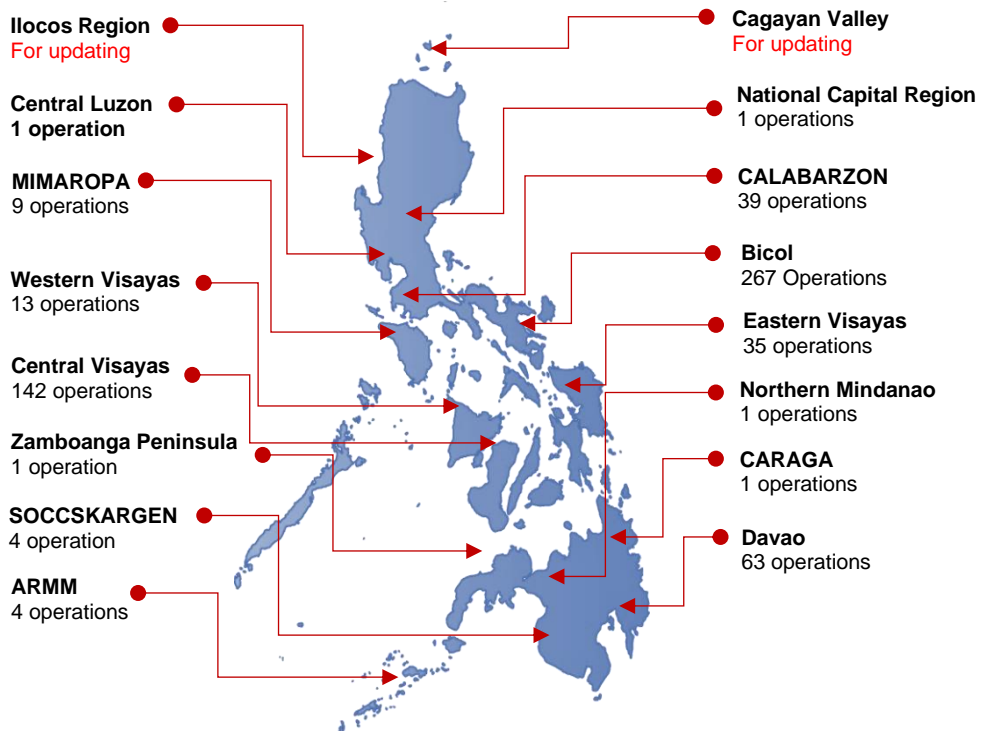 Ilocos Region
For updating
Central Luzon
1 operation
MIMAROPA
9 operations
Western Visayas
13 operations
Central Visayas
142 operations
Zamboanga Peninsula
1 operation
SOCCSKARGEN
4 operation
ARMM
4 operations
Cagayan Valley
For updating
National Capital Region
1 operations
CALABARZON
39 operations
Bicol
267 Operations
Eastern Visayas
35 operations
Northern Mindanao
1 operations
CARAGA
1 operations
Davao
63 operations